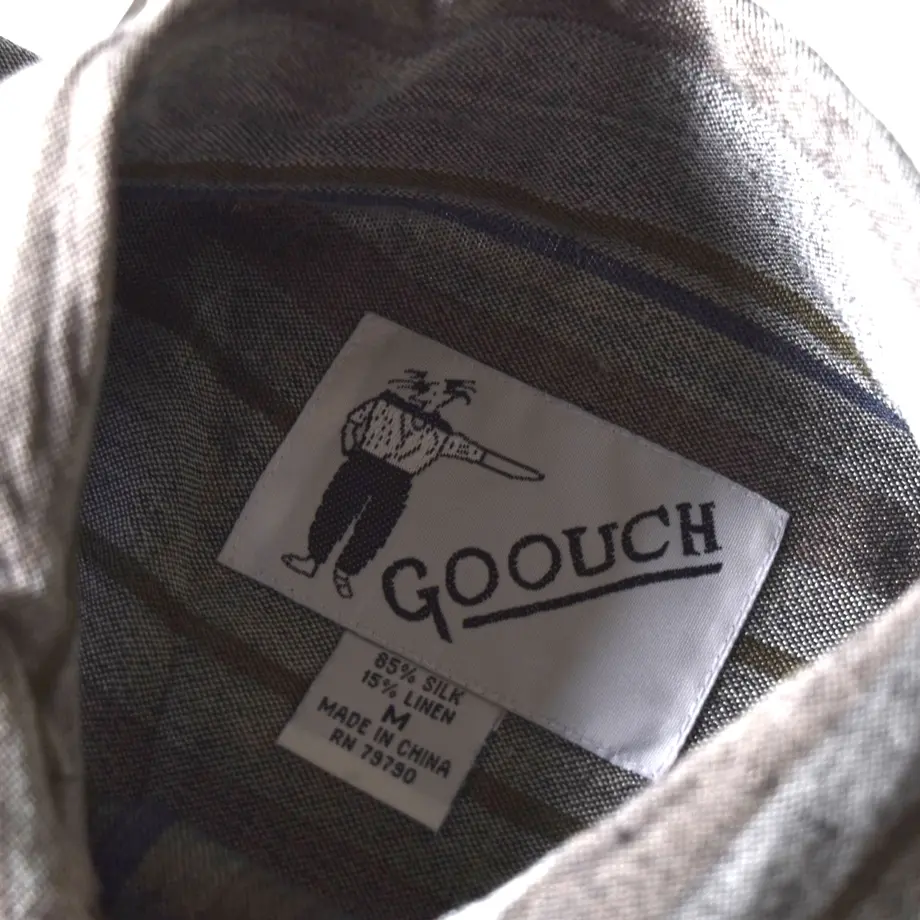 GOOUCH
85% SILK
15% LINEN
M
MADE IN CHINA
RN 79790